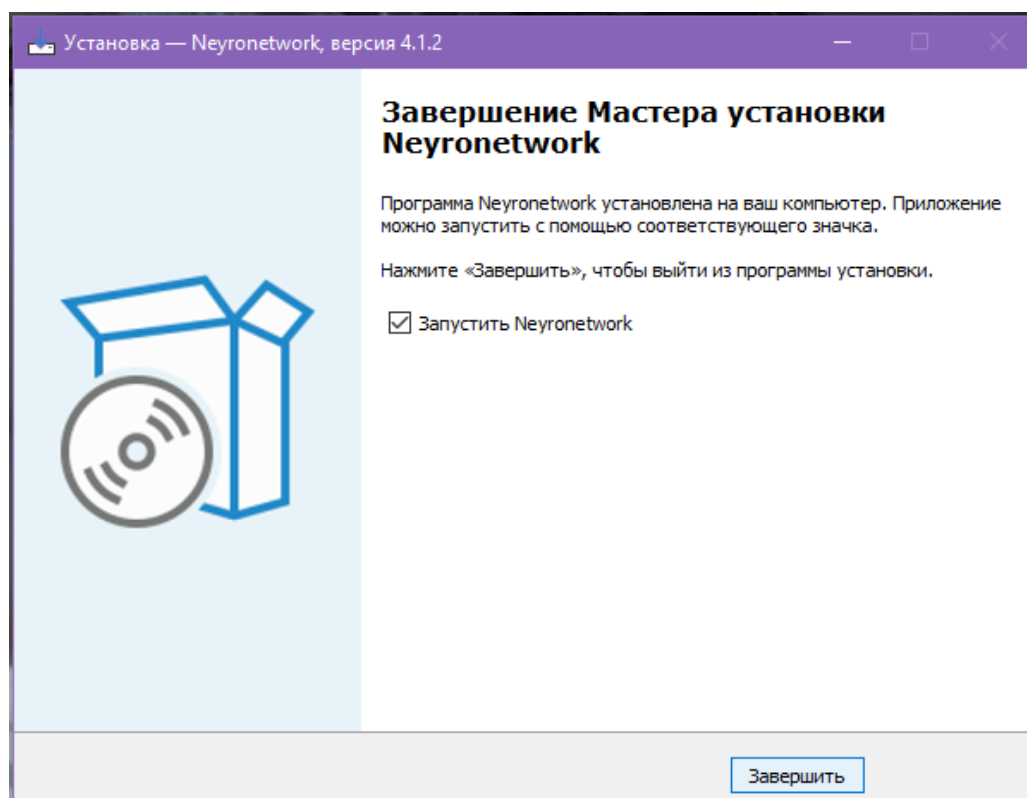 Установка — Neyronetwork, версия 4.1.2
Завершение Мастера установки
Neyronetwork
Программа Neyronetwork установлена на ваш компьютер. Приложение
можно запустить с помощью соответствующего значка.
Нажмите «Завершить», чтобы выйти из программы установки.
Запустить Neyronetwork
Завершить